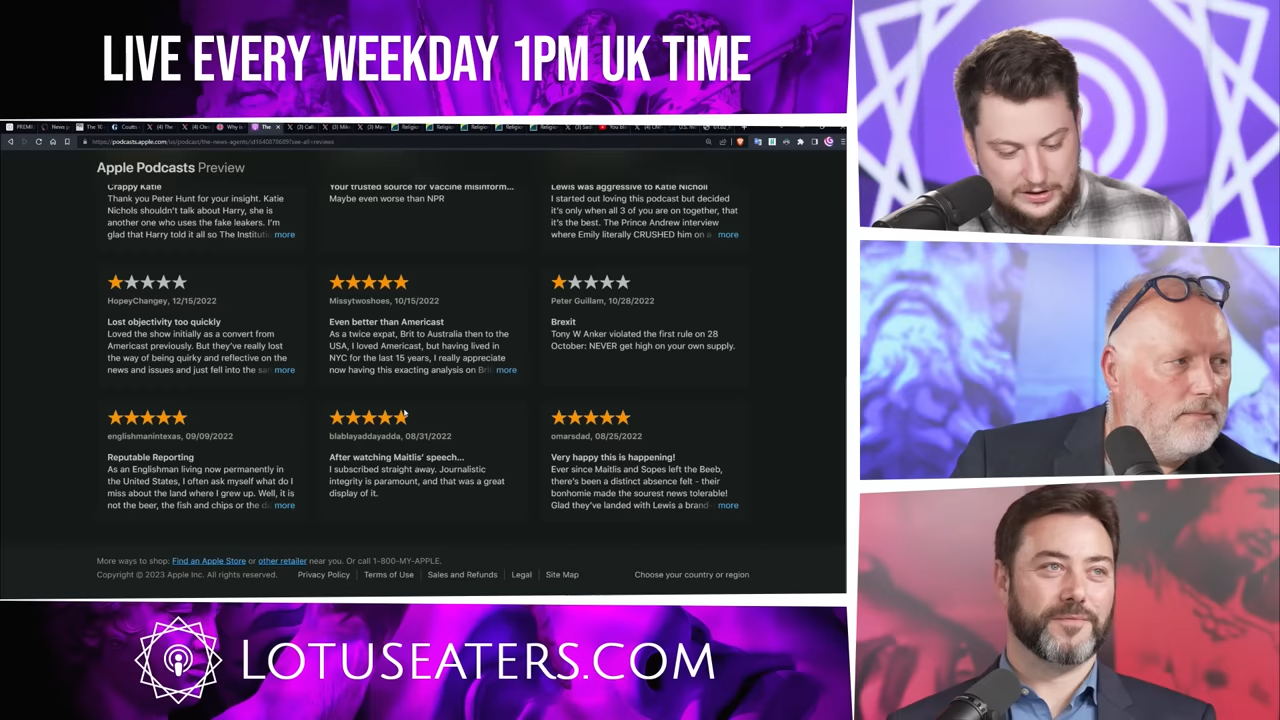 LIVE EVERY WEEKDAY 1PM UK TIME
https://podcasts.apple.com/us/podcast/the-news-agents/
Apple Podcasts Preview
Crappy Katie
Thank you Peter Hunt for your insight. Katie
Nichols shouldn't talk about Harry, she is
another one who uses the fake leakers. I'm
glad that Harry told it all so The more
Your trusted source for vaccine misinform...
Maybe even worse than NPR
Lewis was aggressive to Katie Nicholl
I started out loving this podcast but decided
it's only when all 3 of you are on together, that
it's the best. The Prince Andrew interview
where Emily literally CRUSHED him on more
HopeyChangey, 12/15/2022
Lost objectivity too quickly
Loved the show initially as a convert from
Americast previously. But they've really lost
the way of being quirky and reflective on the
news and issues and just fell into the more
Missytwoshoes, 10/15/2022
Even better than Americast
As a twice expat, Brit to Australia then to the
USA, I loved Americast, but having lived in
NYC for the last 15 years, I really appreciate
now having this exacting analysis on more
Peter Guillam, 10/28/2022
Brexit
Tony W Anker violated the first rule on 28
October: NEVER get high on your own supply.
englishmanintexas, 09/09/2022
Reputable Reporting
As an Englishman living now permanently in
the United States, I often ask myself what do I
miss about the land where I grew up. Well, it is
not the beer, the fish and chips or the more
blablayaddayadda, 08/31/2022
After watching Maitlis' speech...
I subscribed straight away. Journalistic
integrity is paramount, and that was a great
display of it.
omarsdad, 08/25/2022
Very happy this is happening!
Ever since Maitlis and Sopes left the Beeb,
there's been a distinct absence felt - their
bonhomie made the sourest news tolerable!
Glad they've landed with Lewis a more
More ways to shop: Find an Apple Store or other retailer near you. Or call 1-800-MY-APPLE.
Copyright © 2023 Apple Inc. All rights reserved. Privacy Policy | Terms of Use | Sales and Refunds | Legal | Site Map Choose your country or region
LOTUSEATERS.COM